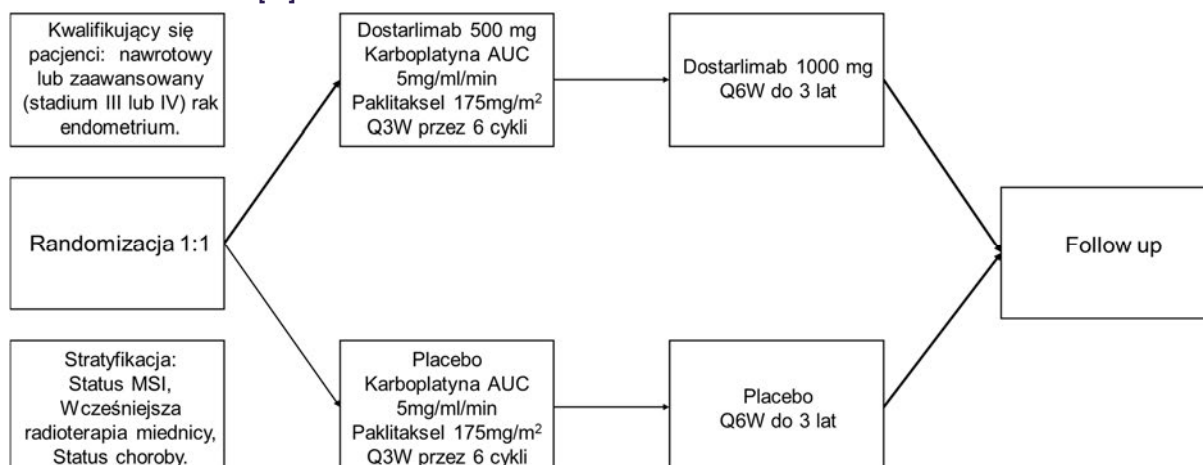 Kwalifikujący się
pacjenci: nawrotowy
lub zaawansowany
(stadium III lub IV) rak
endometrium.
Randomizacja 1:1
Stratyfikacja:
Status MSI,
Wcześniejsza
radioterapia miednicy,
Status choroby.
Dostarlimab 500 mg
Karboplatyna AUC
5mg/ml/min
Paklitaksel 175mg/m²
Q3W przez 6 cykli
Placebo
Karboplatyna AUC
5mg/ml/min
Paklitaksel 175mg/m²
Q3W przez 6 cykli
Dostarlimab 1000 mg
Q6W do 3 lat
Placebo
Q6W do 3 lat
Follow up